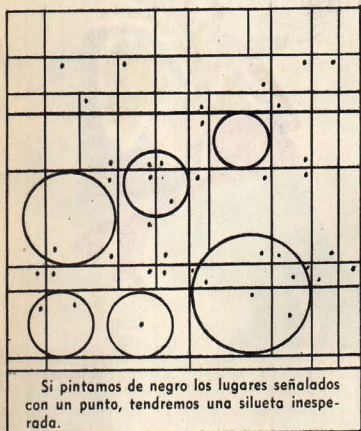 Si pintamos de negro los lugares señalados
con un punto, tendremos una silueta inespe-
rada.